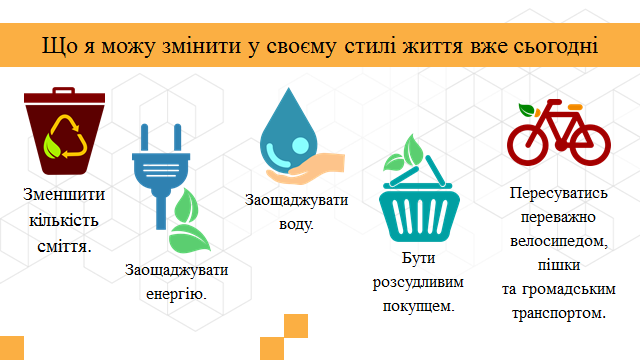 Що я можу змінити у своєму стилі життя вже сьогодні
Зменшити
кількість
сміття.
Заощаджувати
енергію.
Заощаджувати
воду.
Бути
розсудливим
покупцем.
Пересуватись
переважно
велосипедом,
пішки
та громадським
транспортом.